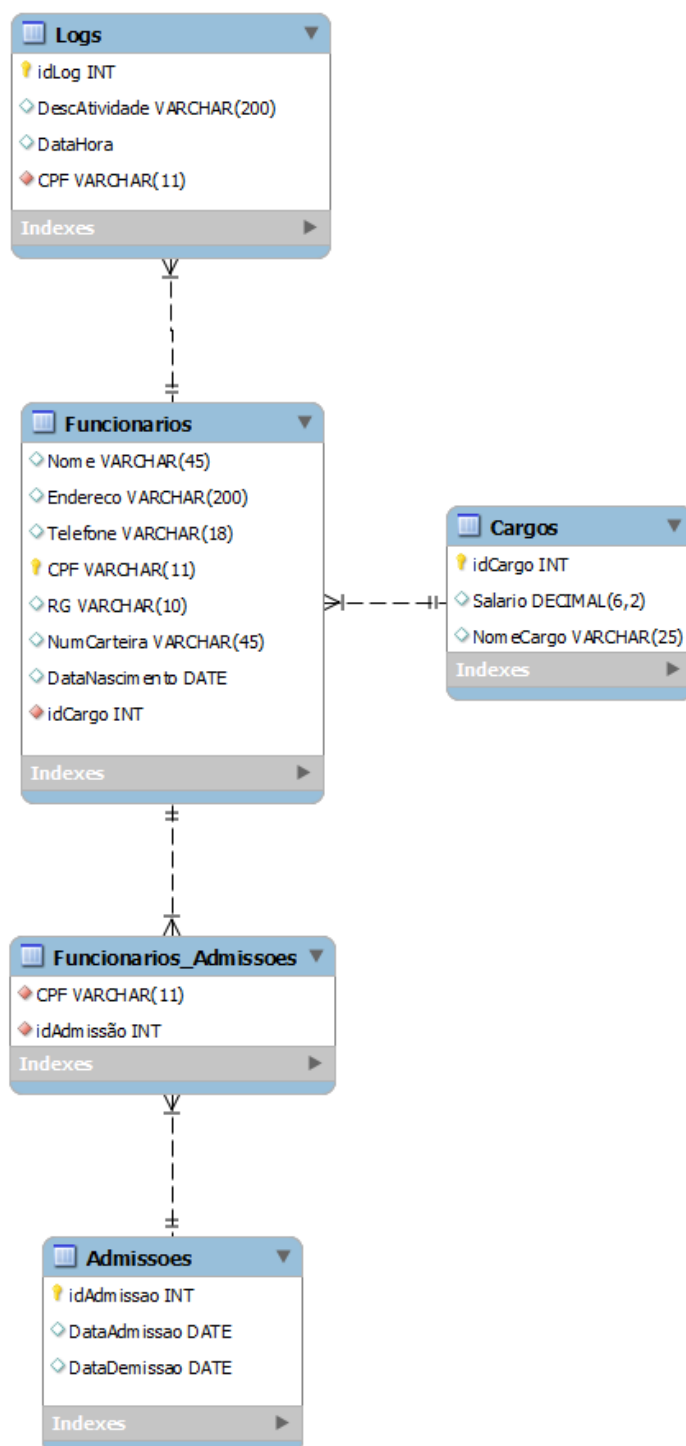 Logs
idLog INT
DescAtividade VARCHAR(200)
DataHora
CPF VARCHAR(11)
Indexes
Funcionarios
Nome VARCHAR(45)
Endereco VARCHAR(200)
Telefone VARCHAR(18)
CPF VARCHAR(11)
RG VARCHAR(10)
NumCarteira VARCHAR(45)
DataNascimento DATE
idCargo INT
Indexes
Cargos
idCargo INT
Salario DECIMAL(6,2)
NomeCargo VARCHAR(25)
Indexes
Funcionarios_Admissoes
CPF VARCHAR(11)
idAdmissão INT
Indexes
Admissoes
idAdmissao INT
DataAdmissao DATE
DataDemissao DATE
Indexes